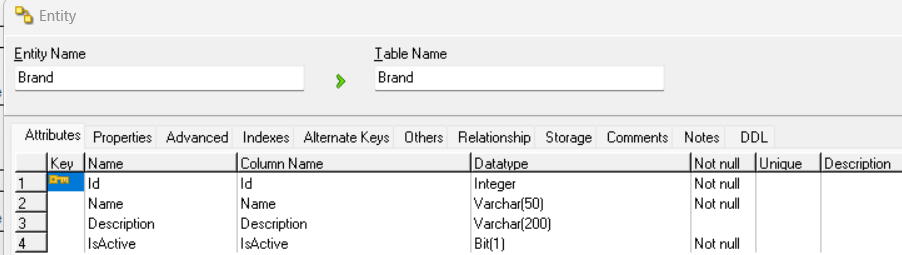 Entity
Entity Name Table Name
Brand Brand
Attributes Properties Advanced Indexes Alternate Keys Others Relationship Storage Comments Notes DDL
Key Name Column Name Datatype Not null Unique Description
1 Id Id Integer Not null
2 Name Name Varchar(50) Not null
3 Description Description Varchar(200)
4 IsActive IsActive Bit(1) Not null